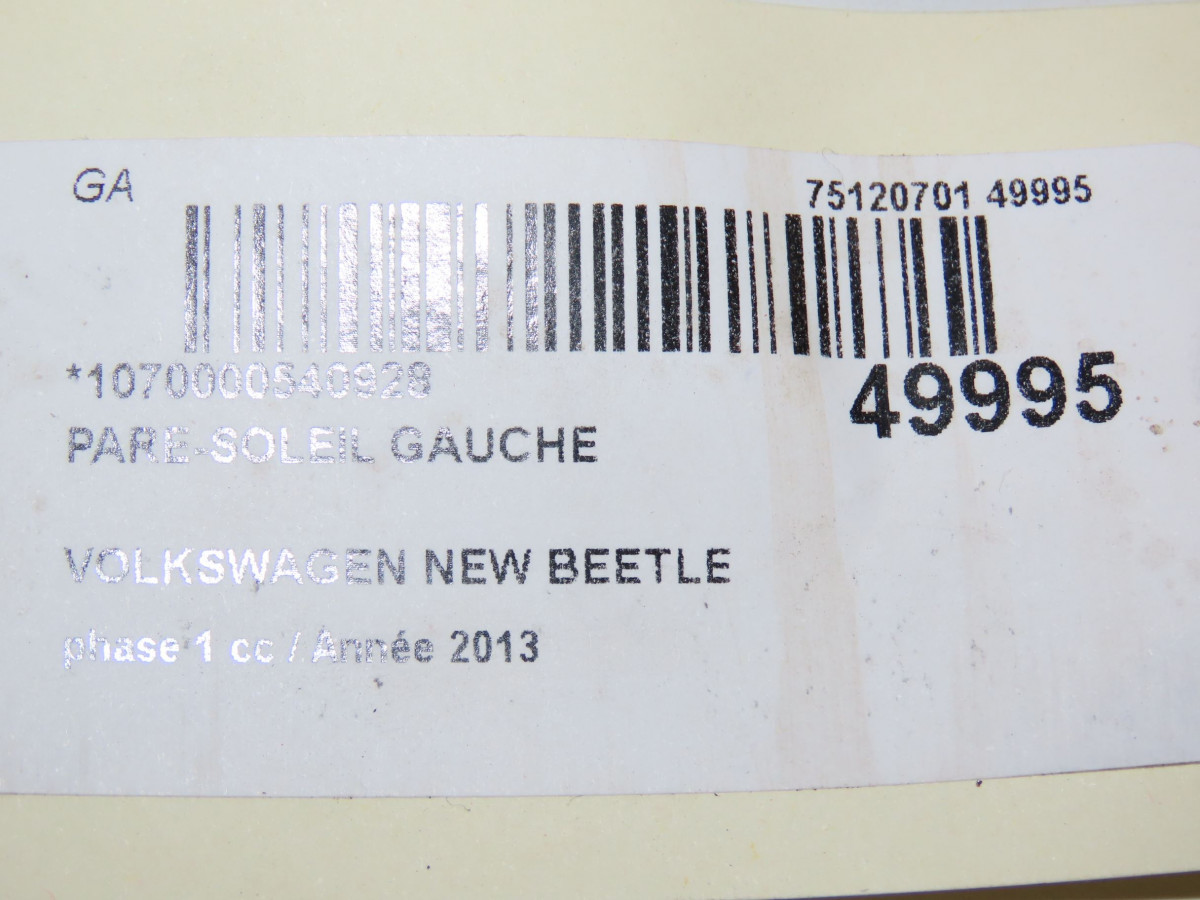 GA
75120701 49995
*1070000540928
49995
PARE-SOLEIL GAUCHE
VOLKSWAGEN NEW BEETLE
phase 1 cc / Année 2013